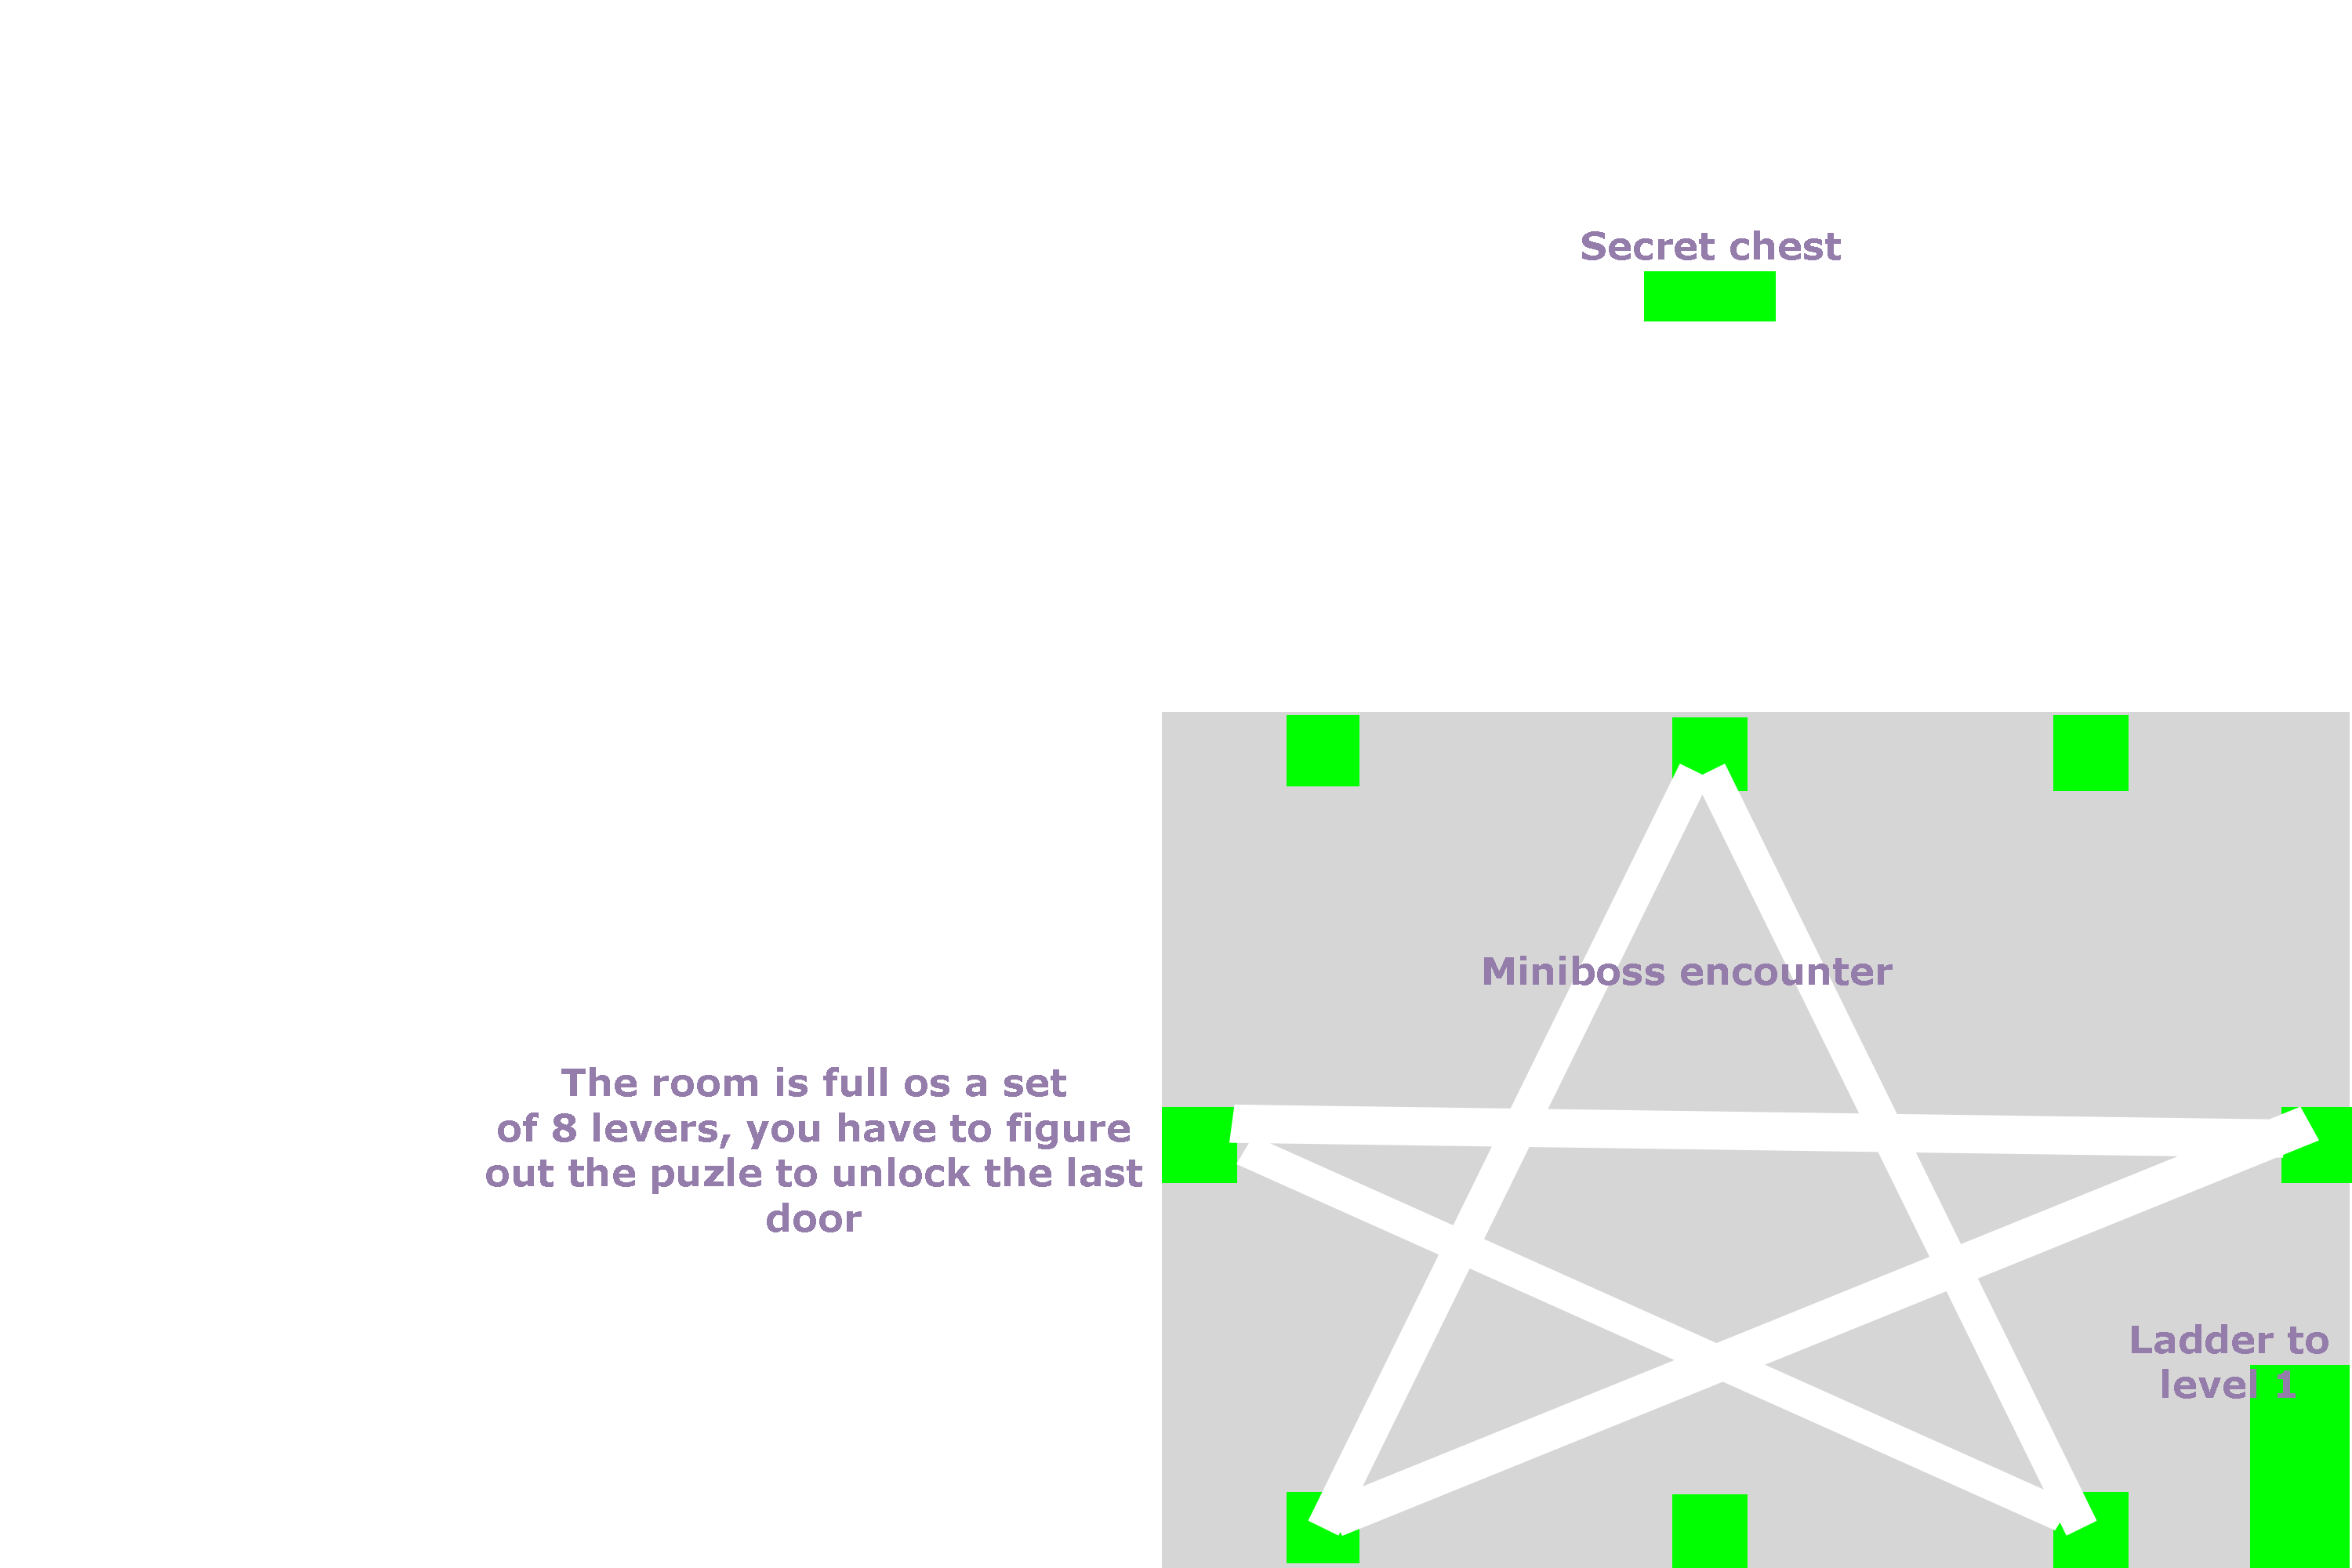 Secret chest
Miniboss encounter
The room is full os a set
of 8 levers, you have to figure
out the puzle to unlock the last
door
Ladder to
level 1